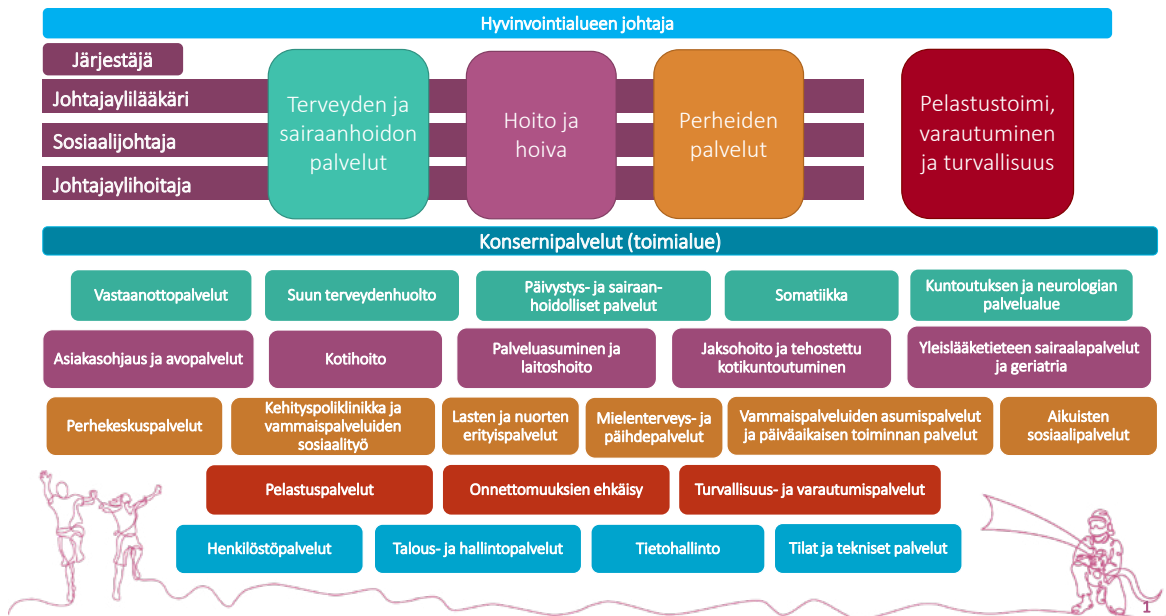 Hyvinvointialueen johtaja
Järjestäjä
Johtajaylilääkäri
Sosiaalijohtaja
Johtajaylihoitaja
Terveyden ja
sairaanhoidon
palvelut
Hoito ja
hoiva
Perheiden
palvelut
Pelastustoimi,
varautuminen
ja turvallisuus
Konsernipalvelut (toimialue)
Vastaanottopalvelut
Suun terveydenhuolto
Päivystys- ja sairaan-
hoidolliset palvelut
Somatiikka
Kuntoutuksen ja neurologian
palvelualue
Asiakasohjaus ja avopalvelut
Kotihoito
Palveluasuminen ja
laitoshoito
Jaksohoito ja tehostettu
kotikuntoutuminen
Yleislääketieteen sairaalapalvelut
ja geriatria
Perhekeskuspalvelut
Kehityspoliklinikka ja
vammaispalveluiden
sosiaalityö
Lasten ja nuorten
erityispalvelut
Mielenterveys- ja
päihdepalvelut
Vammaispalveluiden asumispalvelut
ja päiväaikaisen toiminnan palvelut
Aikuisten
sosiaalipalvelut
Pelastuspalvelut
Onnettomuuksien ehkäisy
Turvallisuus- ja varautumispalvelut
Henkilöstöpalvelut
Talous- ja hallintopalvelut
Tietohallinto
Tilat ja tekniset palvelut
1